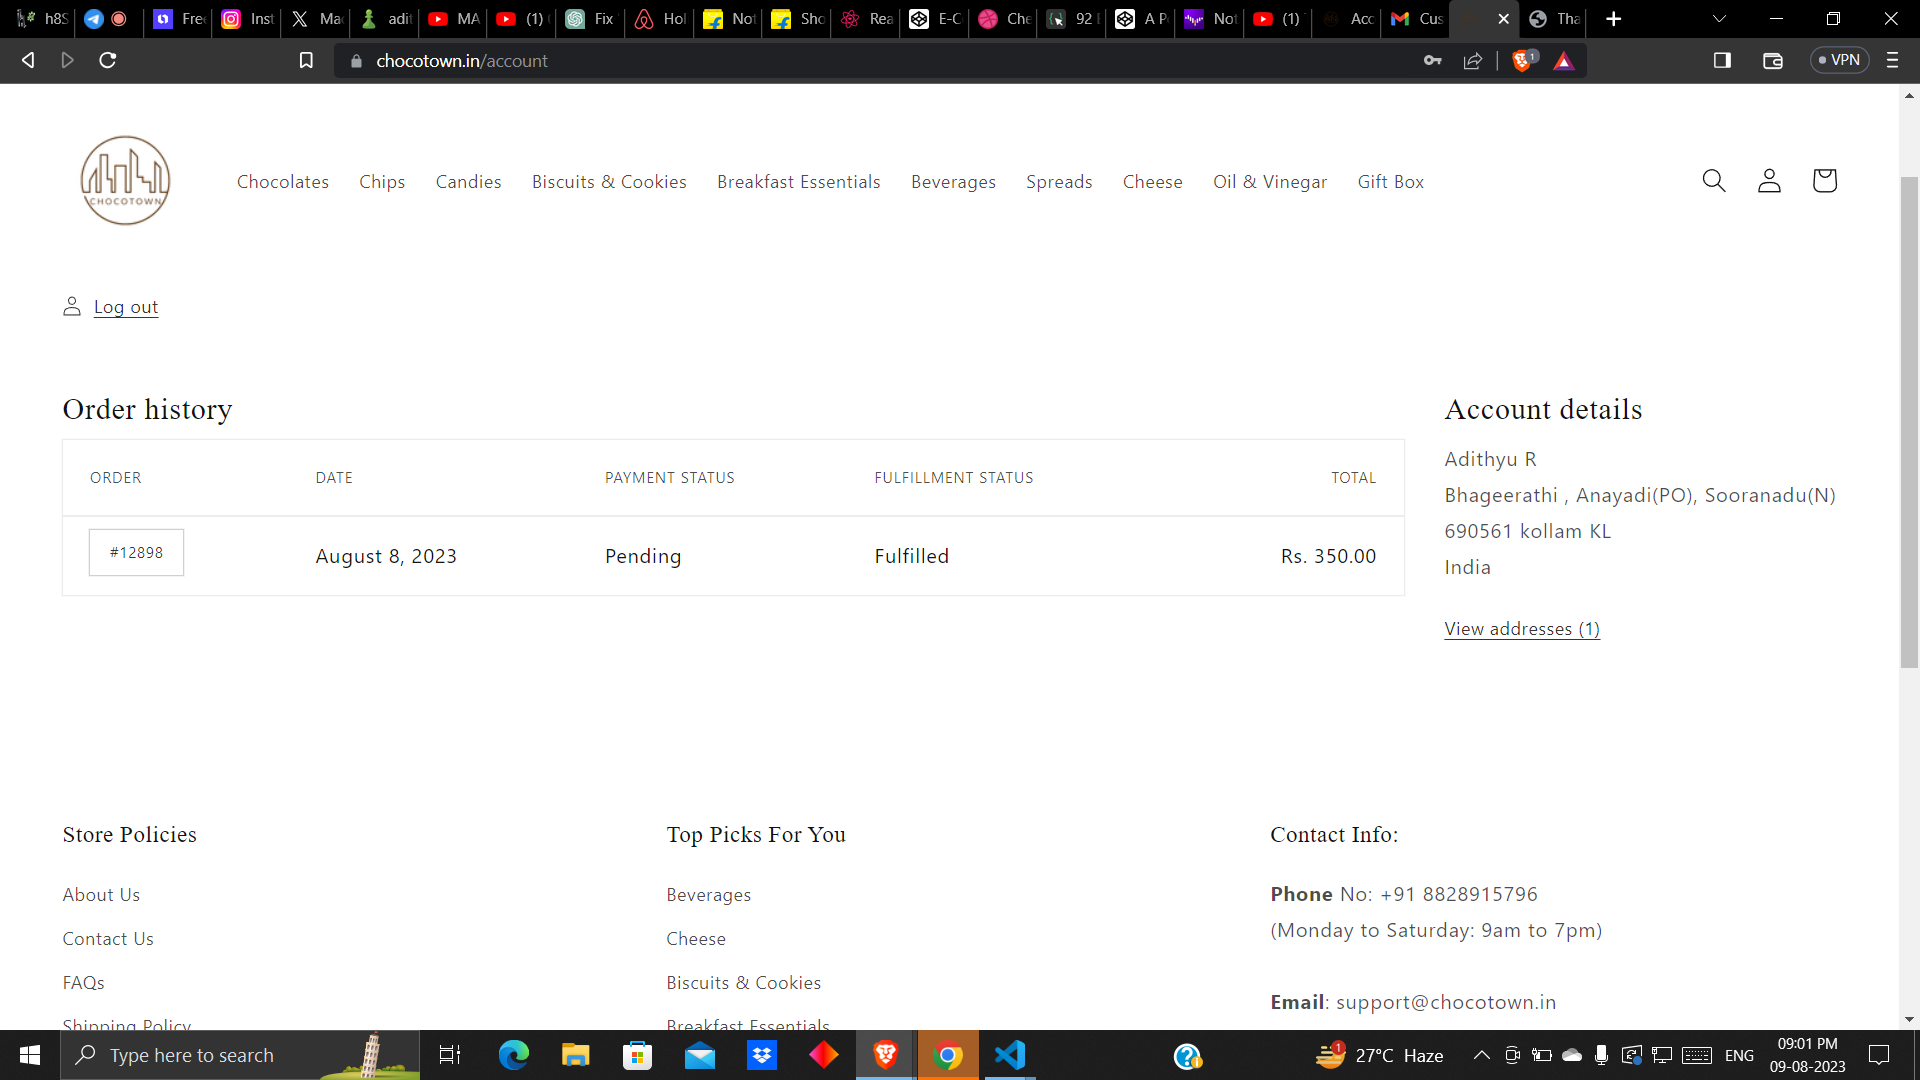 h8S
Free
Inst
Mac
adit
MA
(1)
Fix
Hol
Not
Sho
Rea
E-C
Che
92
A P
Not
(1)
Acc
Cus
Tha
chocotown.in/account
1
VPN
CHOCOTOWN
Chocolates
Chips
Candies
Biscuits & Cookies
Breakfast Essentials
Beverages
Spreads
Cheese
Oil & Vinegar
Gift Box
Log out
Order history
ORDER DATE PAYMENT STATUS FULFILLMENT STATUS TOTAL
#12898 August 8, 2023 Pending Fulfilled Rs. 350.00
Account details
Adithyu R
Bhageerathi , Anayadi(PO), Sooranadu(N)
690561 kollam KL
India
View addresses (1)
Store Policies
About Us
Contact Us
FAQs
Shipping Policy
Top Picks For You
Beverages
Cheese
Biscuits & Cookies
Breakfast Essentials
Contact Info:
Phone No: +91 8828915796
(Monday to Saturday: 9am to 7pm)
Email: support@chocotown.in
Type here to search
1
27°C Haze
ENG
09:01 PM
09-08-2023